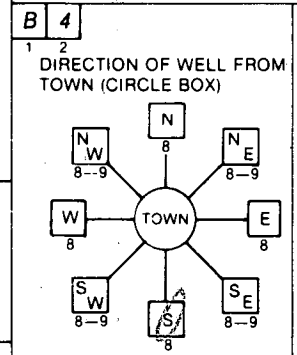 B 4
1 2
DIRECTION OF WELL FROM
TOWN (CIRCLE BOX)
N
8
N W
8--9
N E
8-9
W
8
TOWN
E
8
S W
8-9
S
8
S E
8-9